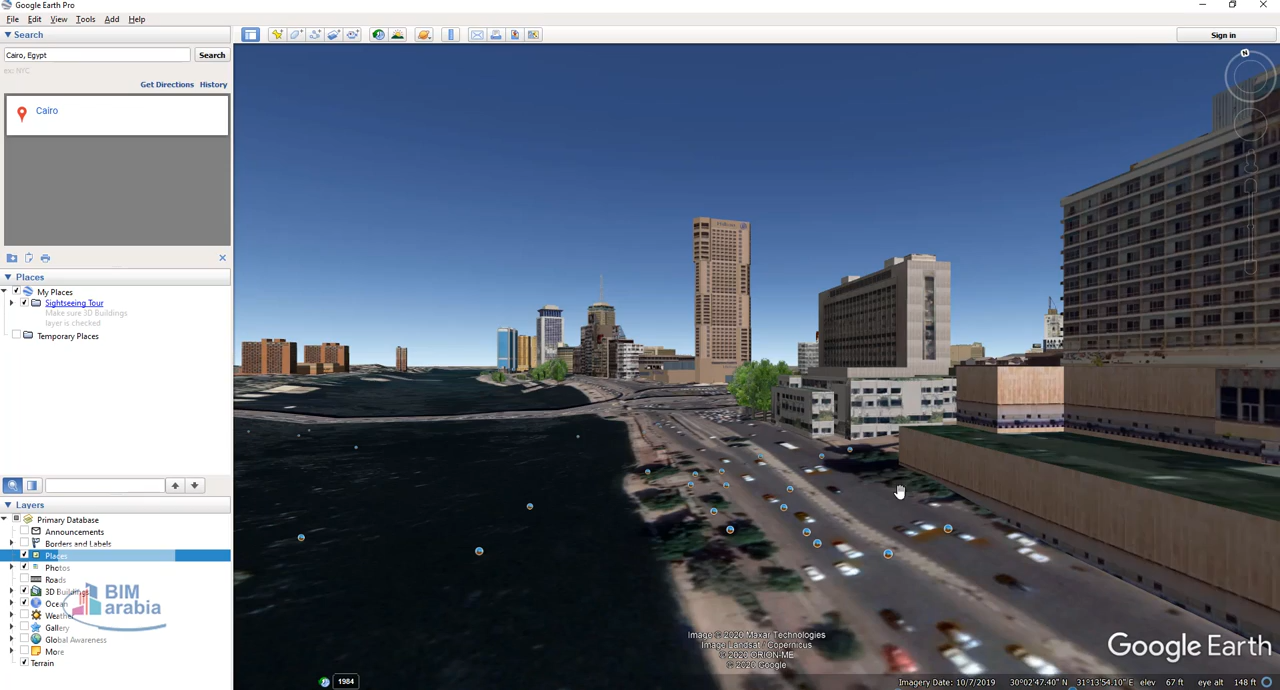 Google Earth Pro
File Edit View Tools Add Help
Search
Sign in
Cairo, Egypt
Search
ex: NYC
Get Directions History
Cairo
Places
My Places
Sightseeing Tour
Make sure 3D Buildings
layer is checked
Temporary Places
Layers
Primary Database
Announcements
Borders and Labels
Places
Photos
Roads
3D Buildings
Ocean
Weather
Gallery
Global Awareness
More
Terrain
BIM
arabia
N
Image © 2020 Maxar Technologies
Image Landsat / Copernicus
© 2020 ORION-ME
© 2020 Google
Google Earth
1984
Imagery Date: 10/7/2019 30°02'47.40" N 31°13'54.10" E elev 67 ft eye alt 148 ft